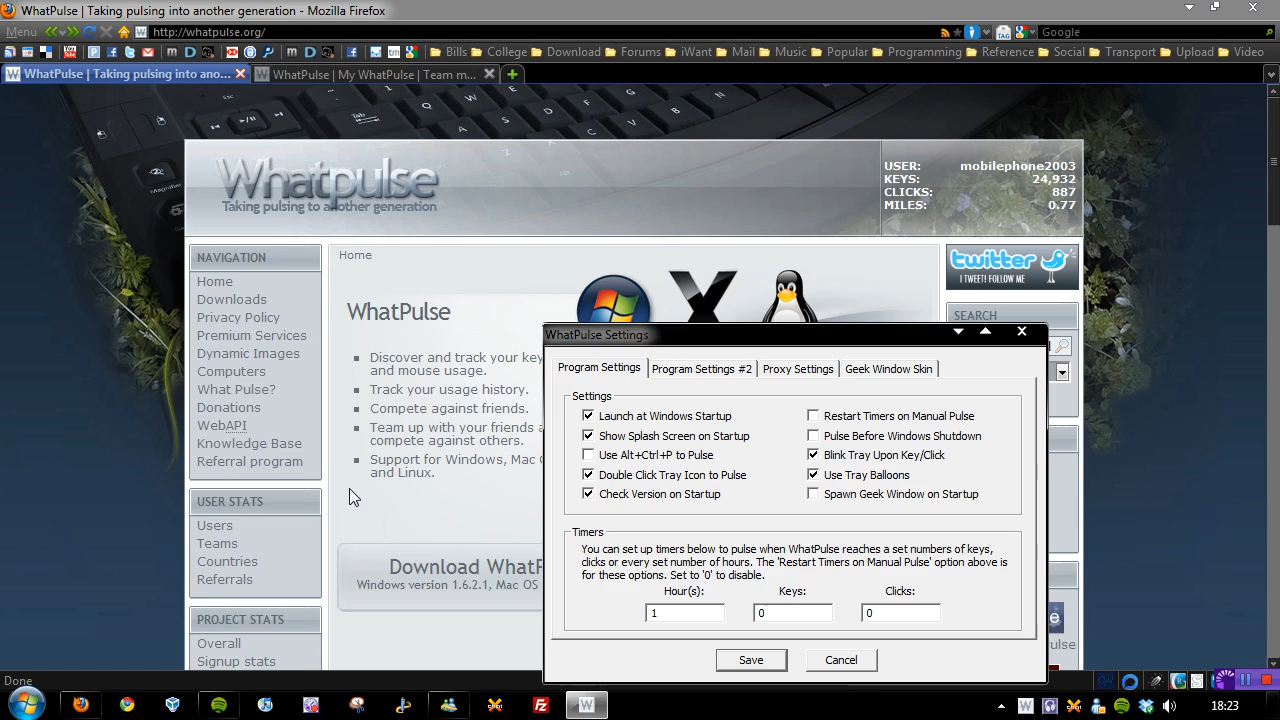 WhatPulse | Taking pulsing into another generation - Mozilla Firefox
Menu
http://whatpulse.org/
Google
Bills College Download Forums iWant Mail Music Popular Programming Reference Social Transport Upload Video
WhatPulse | Taking pulsing into ano...
WhatPulse | My WhatPulse | Team m...
Whatpulse
Taking pulsing to another generation
USER: mobilephone2003
KEYS: 24,932
CLICKS: 887
MILES: 0.77
NAVIGATION
Home
Downloads
Privacy Policy
Premium Services
Dynamic Images
Computers
What Pulse?
Donations
WebAPI
Knowledge Base
Referral program
USER STATS
Users
Teams
Countries
Referrals
PROJECT STATS
Overall
Signup stats
Home
WhatPulse
Discover and track your key
and mouse usage.
Track your usage history.
Compete against friends.
Team up with your friends a
compete against others.
Support for Windows, Mac O
and Linux.
Download WhatP
Windows version 1.6.2.1, Mac OS
twitter
I TWEET! FOLLOW ME
SEARCH
WhatPulse Settings
Program Settings
Program Settings #2
Proxy Settings
Geek Window Skin
Settings
Launch at Windows Startup
Show Splash Screen on Startup
Use Alt+Ctrl+P to Pulse
Double Click Tray Icon to Pulse
Check Version on Startup
Restart Timers on Manual Pulse
Pulse Before Windows Shutdown
Blink Tray Upon Key/Click
Use Tray Balloons
Spawn Geek Window on Startup
Timers
You can set up timers below to pulse when WhatPulse reaches a set numbers of keys,
clicks or every set number of hours. The 'Restart Timers on Manual Pulse' option above is
for these options. Set to '0' to disable.
Hour(s): Keys: Clicks:
1 0 0
Save Cancel
e
pulse
Done
18:23